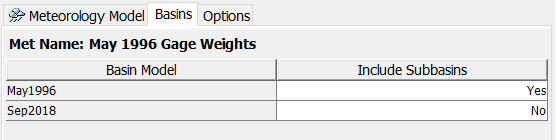 Meteorology Model Basins Options
Met Name: May 1996 Gage Weights
Basin Model Include Subbasins
May1996 Yes
Sep2018 No